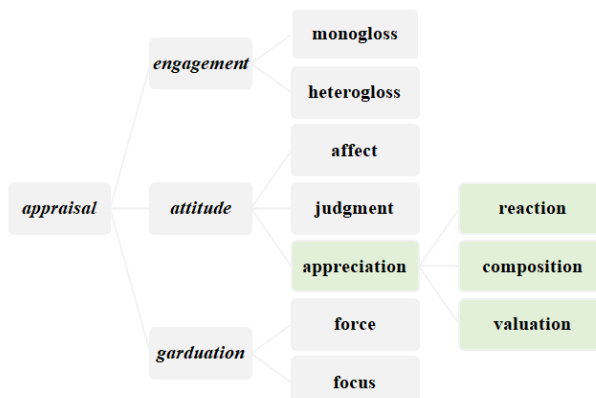 monogloss
engagement
heterogloss
affect
appraisal
attitude
judgment
reaction
appreciation
composition
valuation
force
garduation
focus